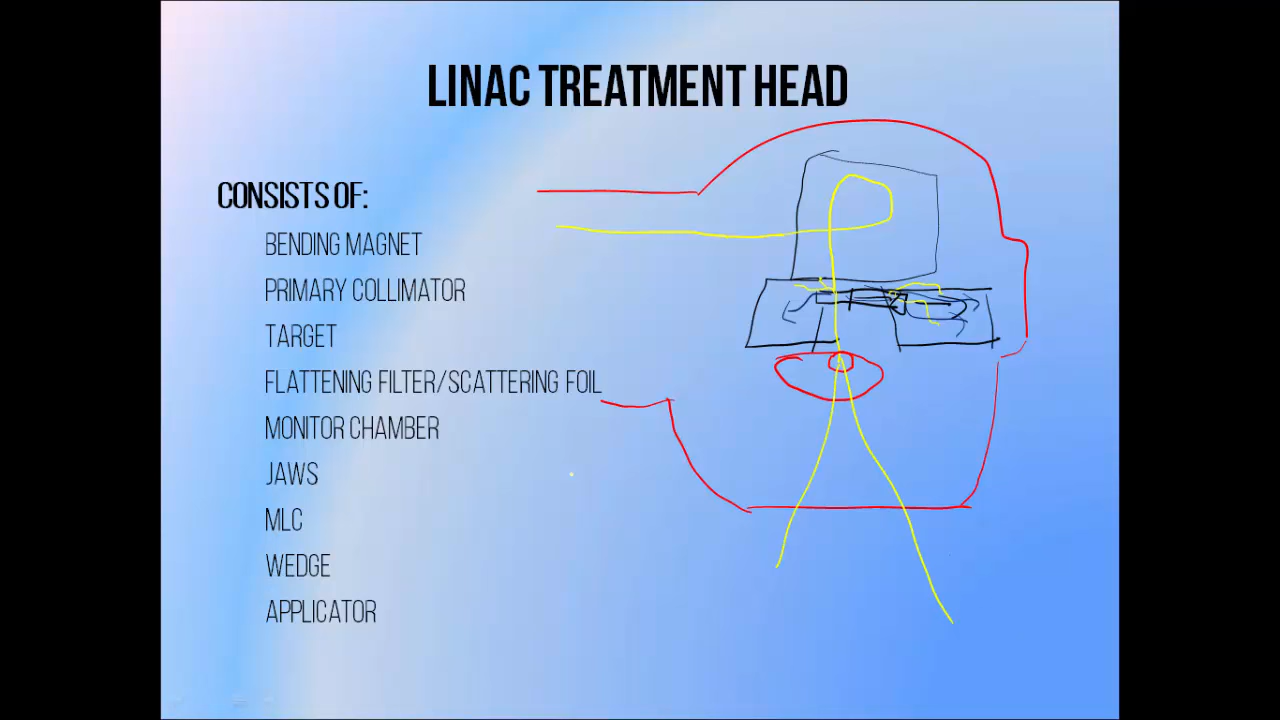 LINAC TREATMENT HEAD
CONSISTS OF:
BENDING MAGNET
PRIMARY COLLIMATOR
TARGET
FLATTENING FILTER/SCATTERING FOIL
MONITOR CHAMBER
JAWS
MLC
WEDGE
APPLICATOR